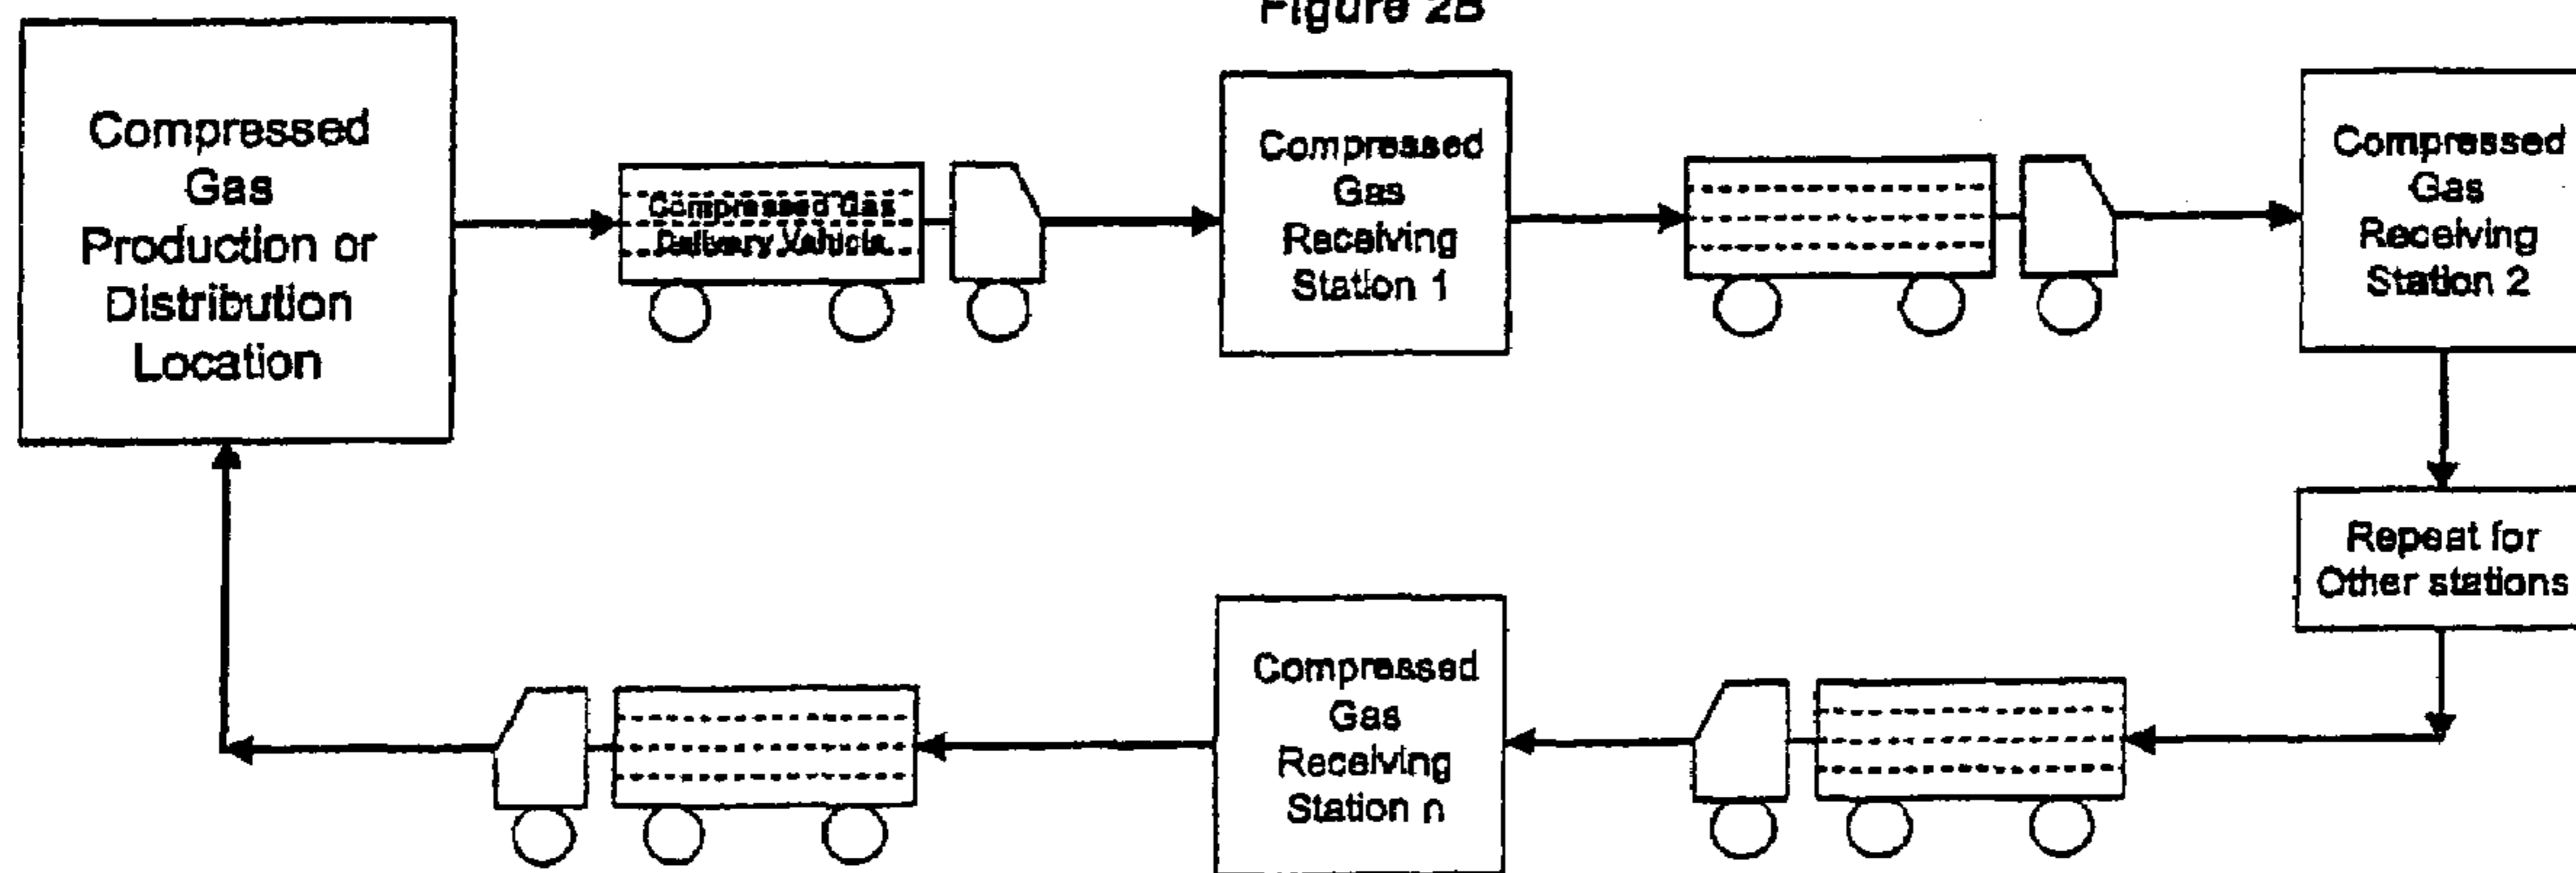 Figure 2B
Compressed
Gas
Production or
Distribution
Location
Compressed Gas
Delivery Vehicle
Compressed
Gas
Receiving
Station 1
Compressed
Gas
Receiving
Station 2
Repeat for
Other stations
Compressed
Gas
Receiving
Station n